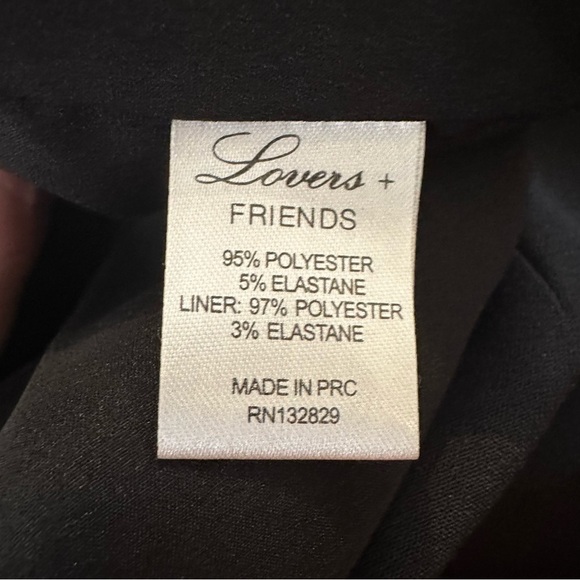 Lovers +
FRIENDS
95% POLYESTER
5% ELASTANE
LINER: 97% POLYESTER
3% ELASTANE
MADE IN PRC
RN132829